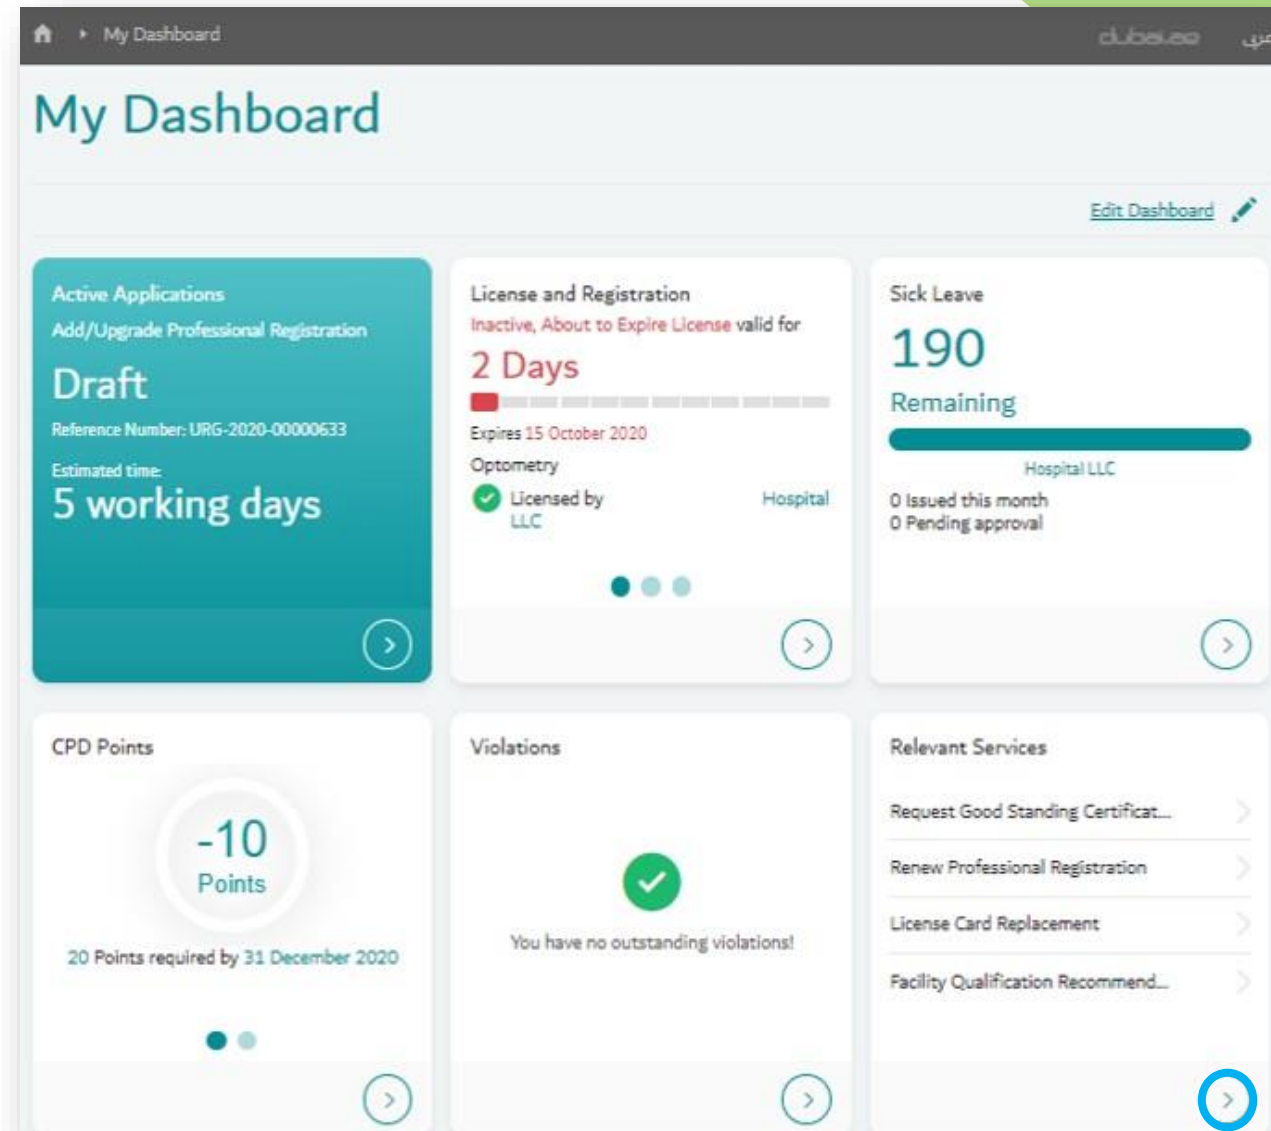 My Dashboard
dubai.ae
عربى
My Dashboard
Edit Dashboard
Active Applications
Add/Upgrade Professional Registration
Draft
Reference Number: URG-2020-00000633
Estimated time:
5 working days
License and Registration
Inactive, About to Expire License valid for
2 Days
Expires 15 October 2020
Optometry
Licensed by Hospital
LLC
Sick Leave
190
Remaining
Hospital LLC
0 Issued this month
0 Pending approval
CPD Points
-10
Points
20 Points required by 31 December 2020
Violations
You have no outstanding violations!
Relevant Services
Request Good Standing Certificat...
Renew Professional Registration
License Card Replacement
Facility Qualification Recommend...